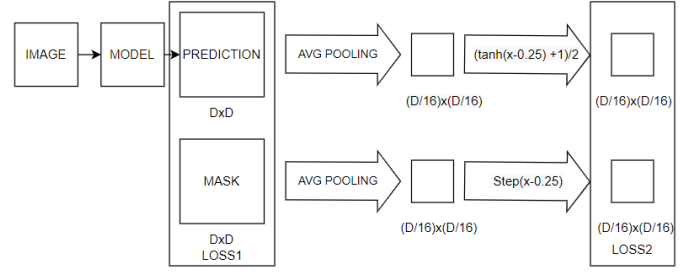 IMAGE
MODEL
PREDICTION
AVG POOLING
(tanh(x-0.25) +1)/2
DxD
(D/16)x(D/16)
(D/16)x(D/16)
MASK
AVG POOLING
Step(x-0.25)
DxD
(D/16)x(D/16)
(D/16)x(D/16)
LOSS1
LOSS2